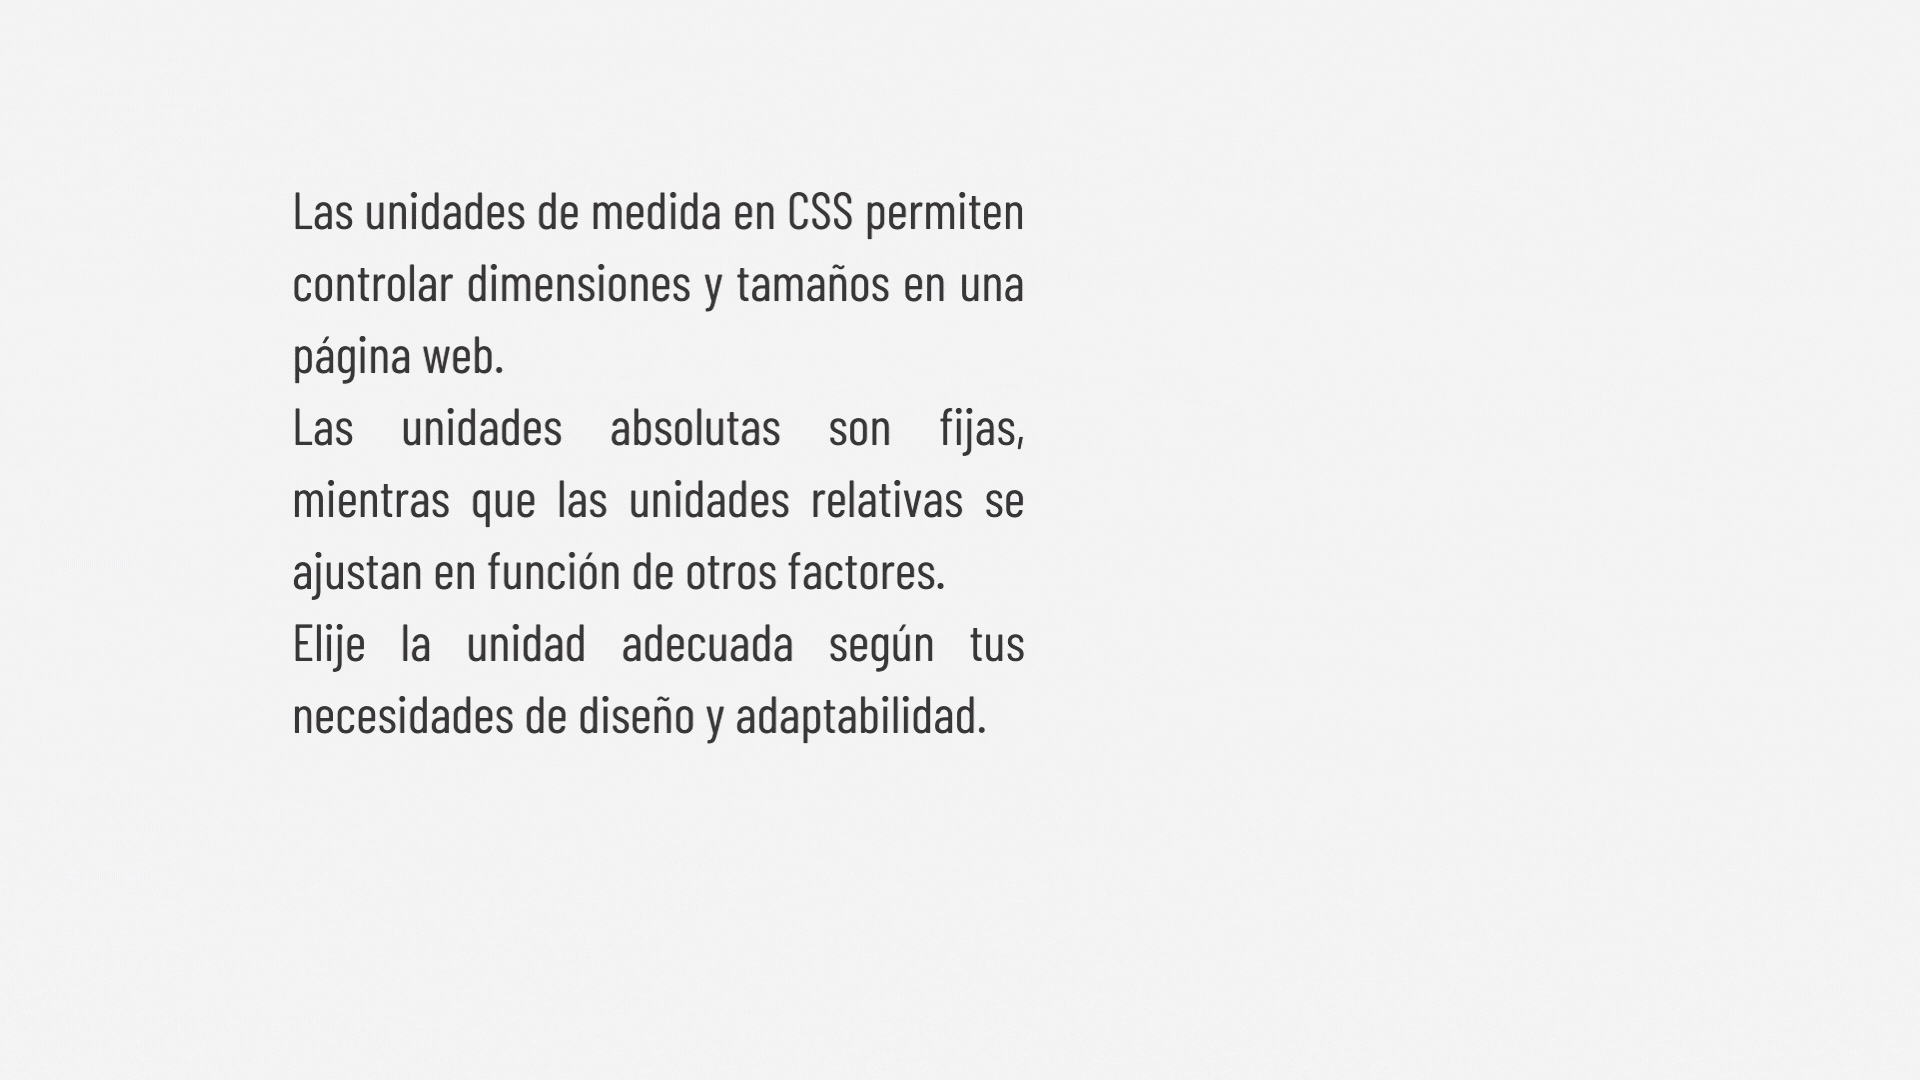 Las unidades de medida en CSS permiten
controlar dimensiones y tamaños en una
página web.
Las unidades absolutas son fijas,
mientras que las unidades relativas se
ajustan en función de otros factores.
Elije la unidad adecuada según tus
necesidades de diseño y adaptabilidad.